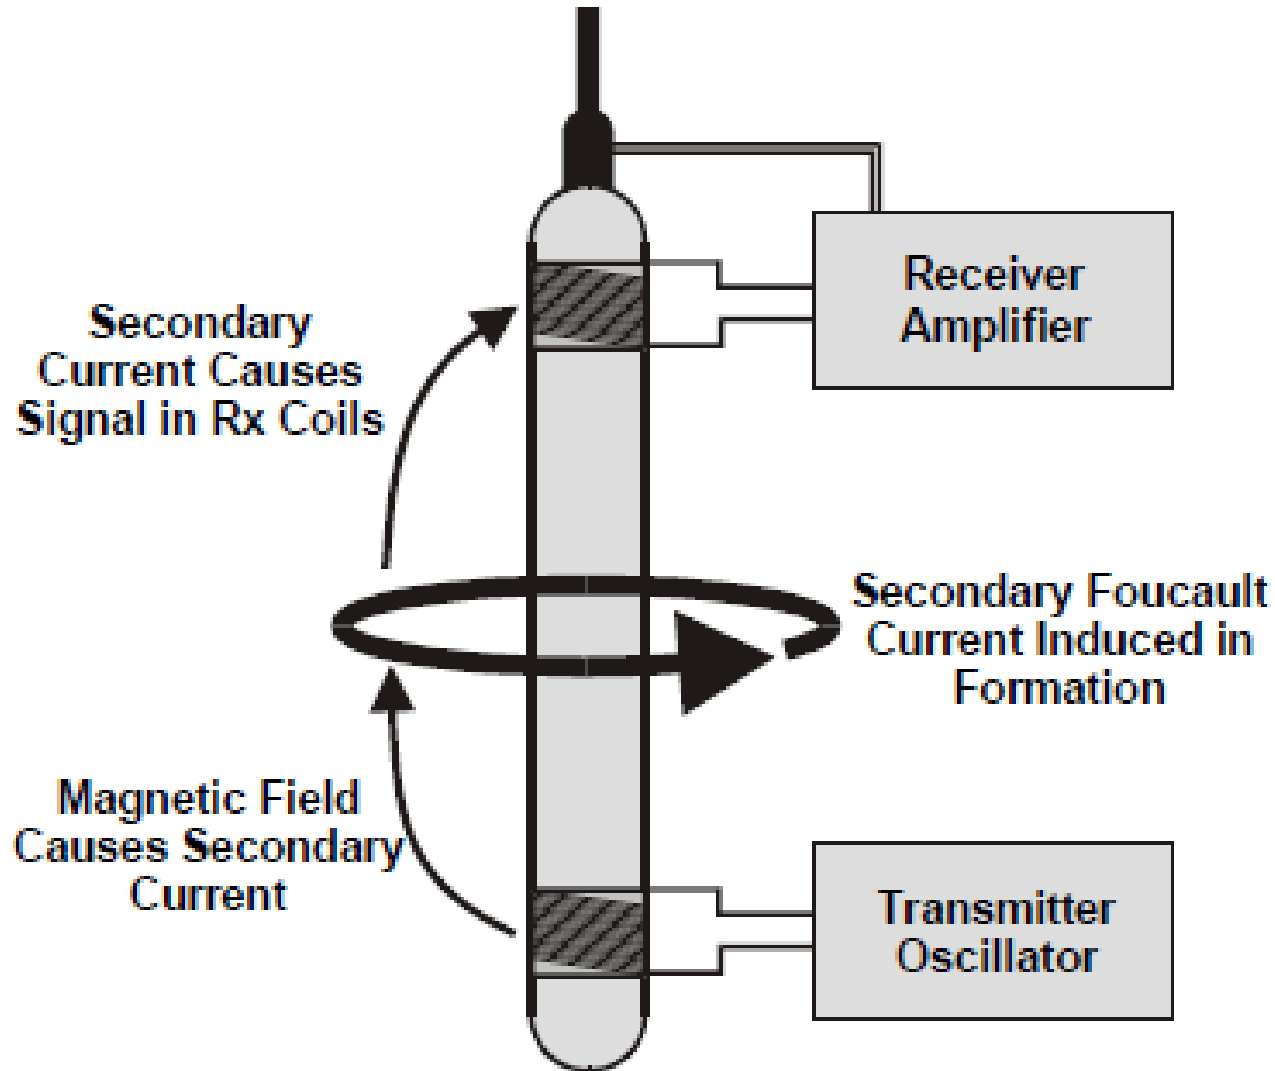 Receiver
Amplifier
Secondary
Current Causes
Signal in Rx Coils
Secondary Foucault
Current Induced in
Formation
Magnetic Field
Causes Secondary
Current
Transmitter
Oscillator